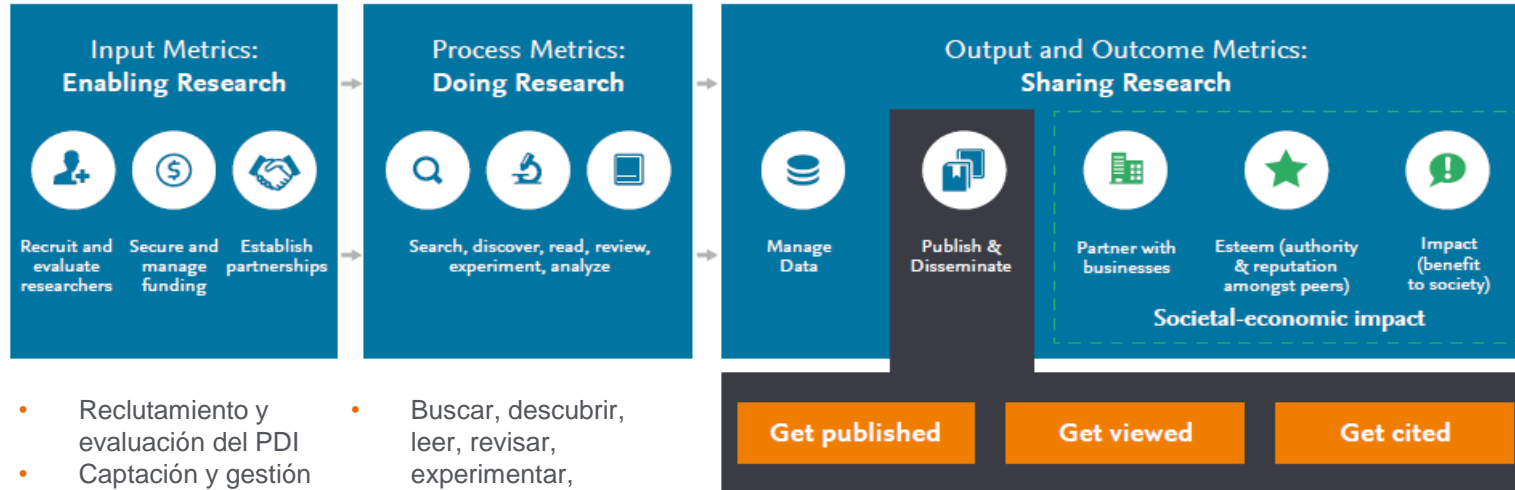 Input Metrics:
Enabling Research
Recruit and
evaluate
researchers
Secure and
manage
funding
Establish
partnerships
Process Metrics:
Doing Research
Search, discover, read, review,
experiment, analyze
Output and Outcome Metrics:
Sharing Research
Manage
Data
Publish &
Disseminate
Partner with
businesses
Esteem (authority
& reputation
amongst peers)
Impact
(benefit
to society)
Societal-economic impact
• Reclutamiento y
evaluación del PDI
• Captación y gestión
• Buscar, descubrir,
leer, revisar,
experimentar,
Get published
Get viewed
Get cited